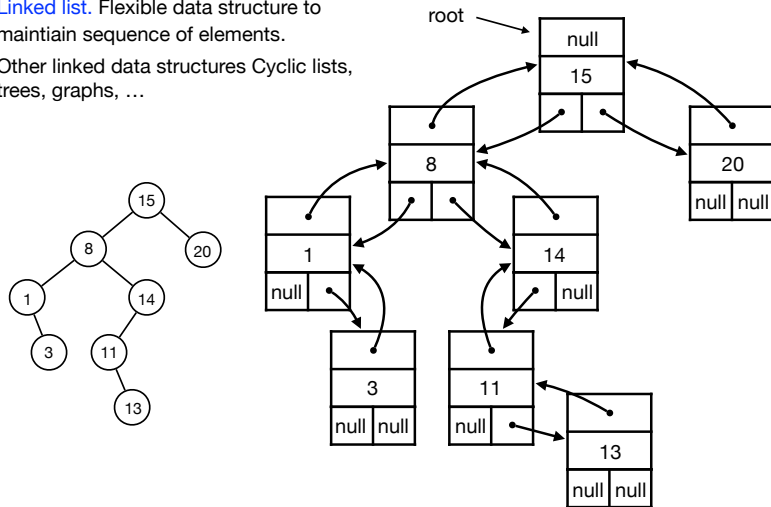 Linked list. Flexible data structure to
maintiain sequence of elements.
Other linked data structures Cyclic lists,
trees, graphs, …
root
null
15
8
20
null null
1
14
null
null
3
11
null null
null
13
null null
15
8
20
1
14
3
11
13